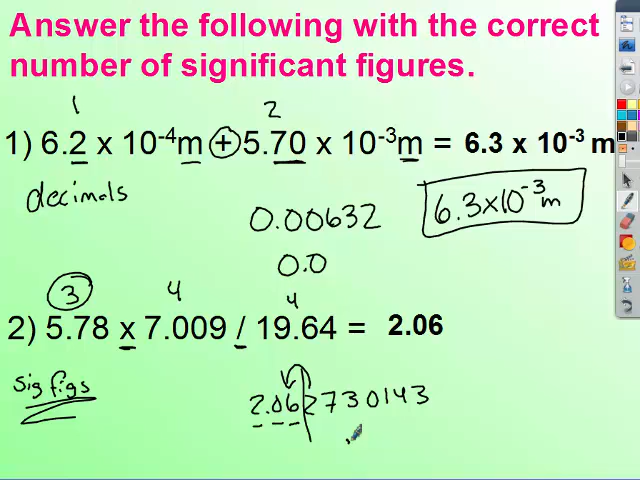 Answer the following with the correct
number of significant figures.
1 2
1) 6.2 x 10-4m + 5.70 x 10-3m = 6.3 x 10-3 m
decimals
6.3x10-3m
0.00632
0.0
3 4 4
2) 5.78 x 7.009 / 19.64 = 2.06
sig figs
2.062730143